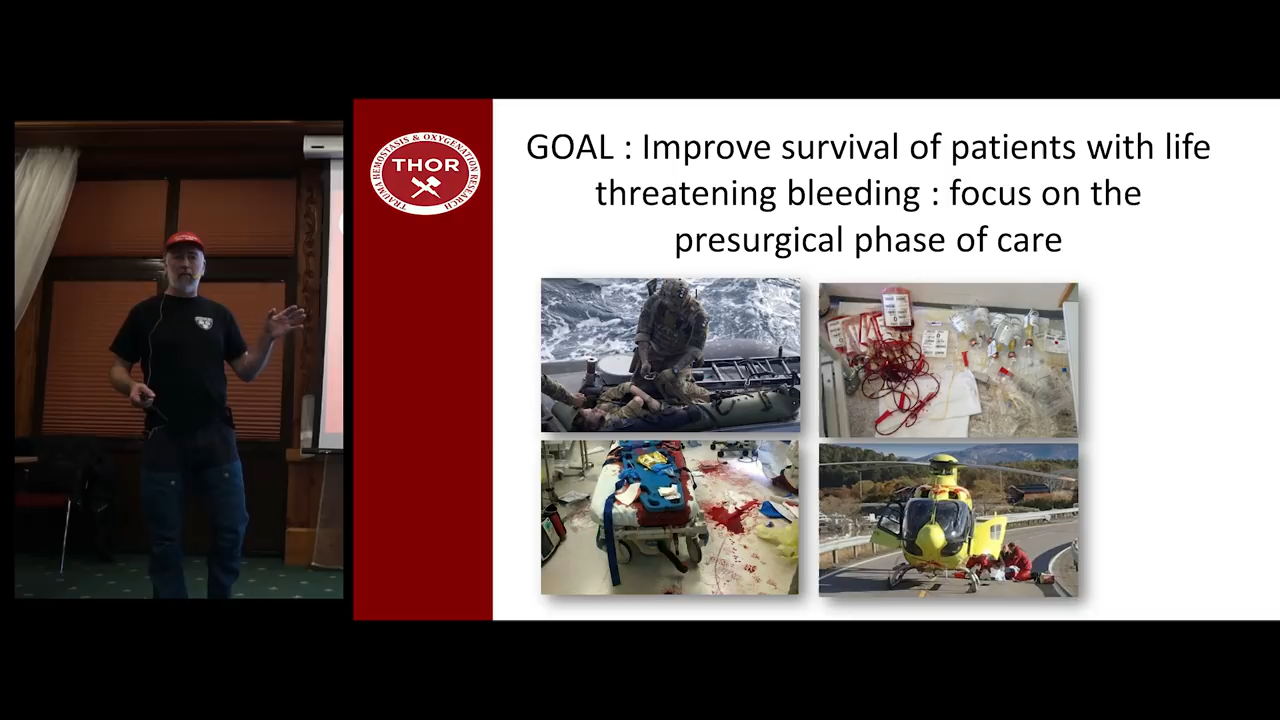 TRAUMA HEMOSTASIS & OXYGENATION RESEARCH
THOR
GOAL : Improve survival of patients with life
threatening bleeding : focus on the
presurgical phase of care